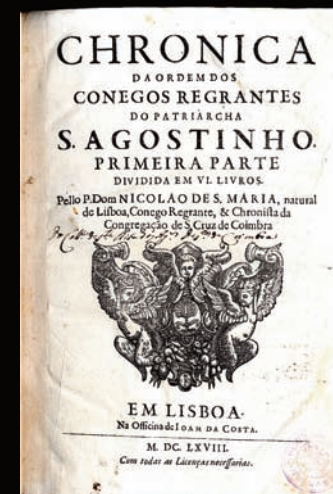 CHRONICA
DA ORDEM DOS
CONEGOS REGRANTES
DO PATRIARCHA
S. AGOSTINHO.
PRIMEIRA PARTE
DIVIDIDA EM VI. LIVROS.
Pello P. Dom NICOLAO DE S. MARIA, natural
de Lisboa, Conego Regrante, & Chronista da
Congregação de S. Cruz de Coimbra
EM LISBOA.
Na Officina de IOAM DA COSTA.
M. DC. LXVIII.
Com todas as Licenças necessarias.